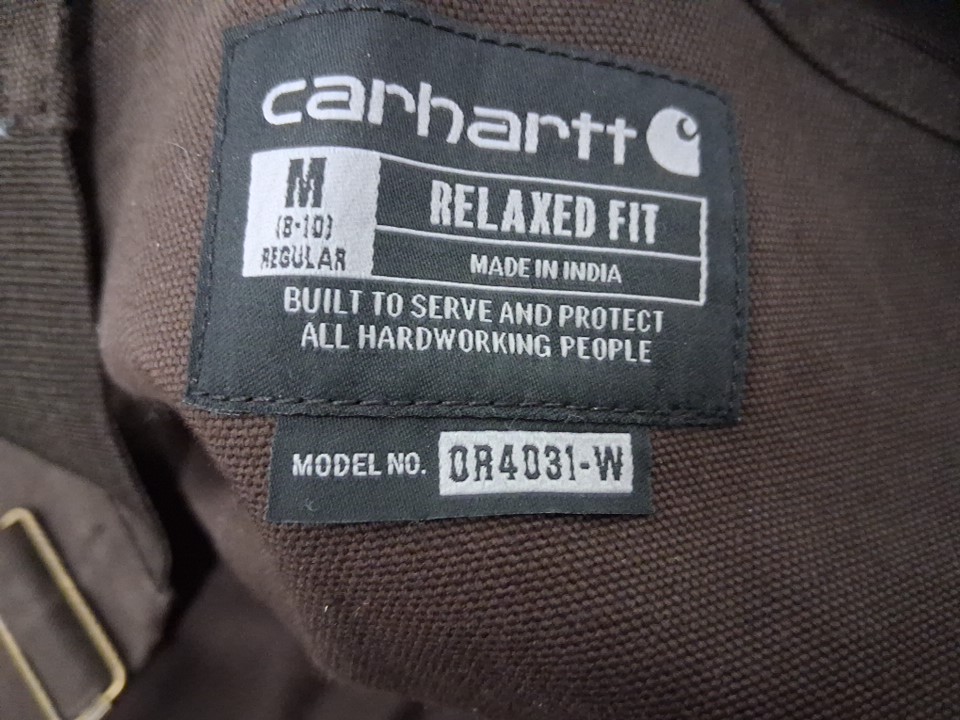 carhartt
M
(8-10)
REGULAR
RELAXED FIT
MADE IN INDIA
BUILT TO SERVE AND PROTECT
ALL HARDWORKING PEOPLE
MODEL NO. OR4031-W